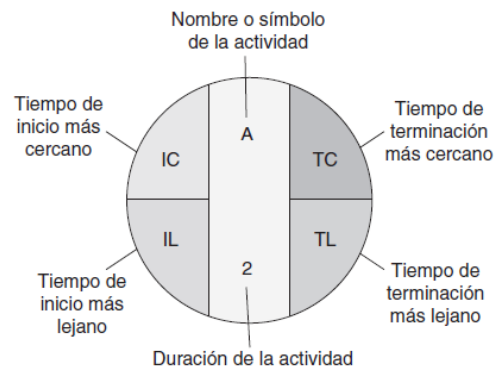 Nombre o símbolo
de la actividad
Tiempo de
inicio más
cercano
Tiempo de
terminación
más cercano
A
IC
TC
IL
TL
2
Tiempo de
inicio más
lejano
Tiempo de
terminación
más lejano
Duración de la actividad